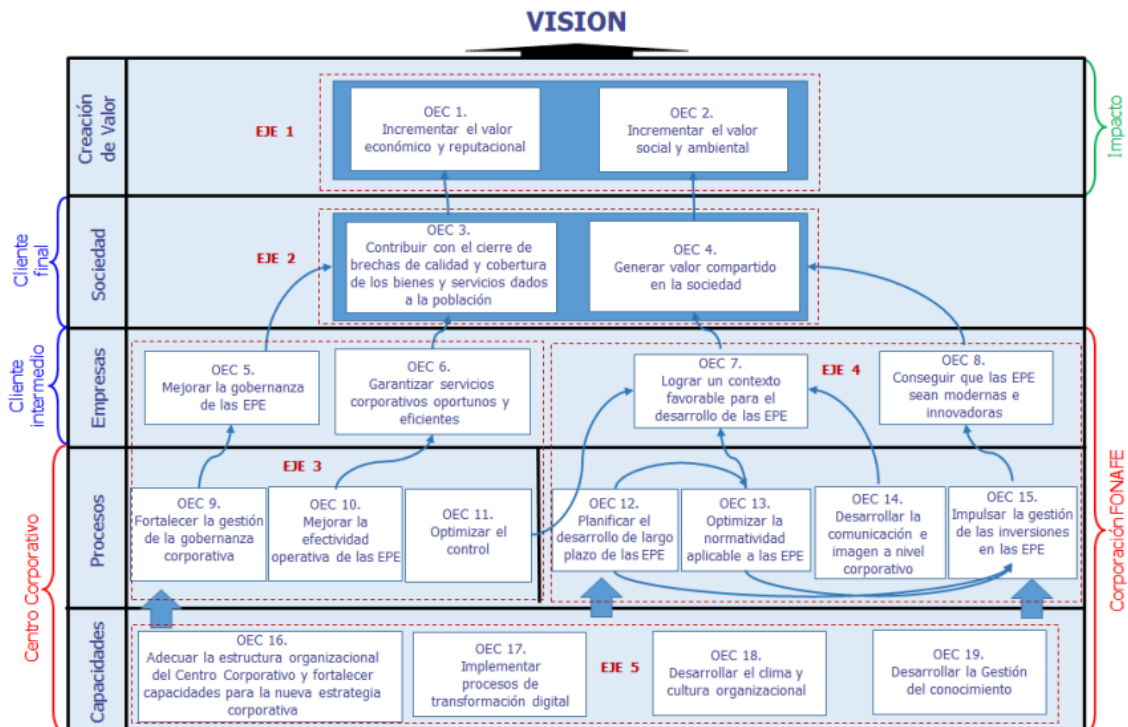 VISION
Creación
de Valor
EJE 1
OEC 1.
Incrementar el valor
económico y reputacional
OEC 2.
Incrementar el valor
social y ambiental
Impacto
Cliente
final
Sociedad
EJE 2
OEC 3.
Contribuir con el cierre de
brechas de calidad y cobertura
de los bienes y servicios dados
a la población
OEC 4.
Generar valor compartido
en la sociedad
Cliente
intermedio
Empresas
OEC 5.
Mejorar la gobernanza
de las EPE
OEC 6.
Garantizar servicios
corporativos oportunos y
eficientes
OEC 7.
Lograr un contexto
favorable para el
desarrollo de las EPE
EJE 4
OEC 8.
Conseguir que las EPE
sean modernas e
innovadoras
Centro Corporativo
Procesos
EJE 3
OEC 9.
Fortalecer la gestión
de la gobernanza
corporativa
OEC 10.
Mejorar la
efectividad
operativa de las EPE
OEC 11.
Optimizar el
control
OEC 12.
Planificar el
desarrollo de largo
plazo de las EPE
OEC 13.
Optimizar la
normatividad
aplicable a las EPE
OEC 14.
Desarrollar la
comunicación e
imagen a nivel
corporativo
OEC 15.
Impulsar la gestión
de las inversiones
en las EPE
Corporación FONAFE
Capacidades
OEC 16.
Adecuar la estructura organizacional
del Centro Corporativo y fortalecer
capacidades para la nueva estrategia
corporativa
OEC 17.
Implementar
procesos de
transformación digital
EJE 5
OEC 18.
Desarrollar el clima y
cultura organizacional
OEC 19.
Desarrollar la Gestión
del conocimiento